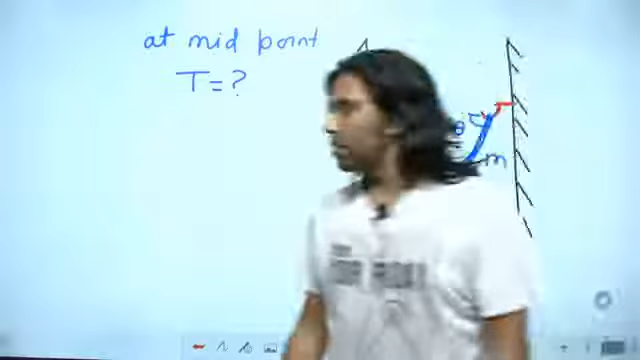 at mid point
T = ?
θ
m